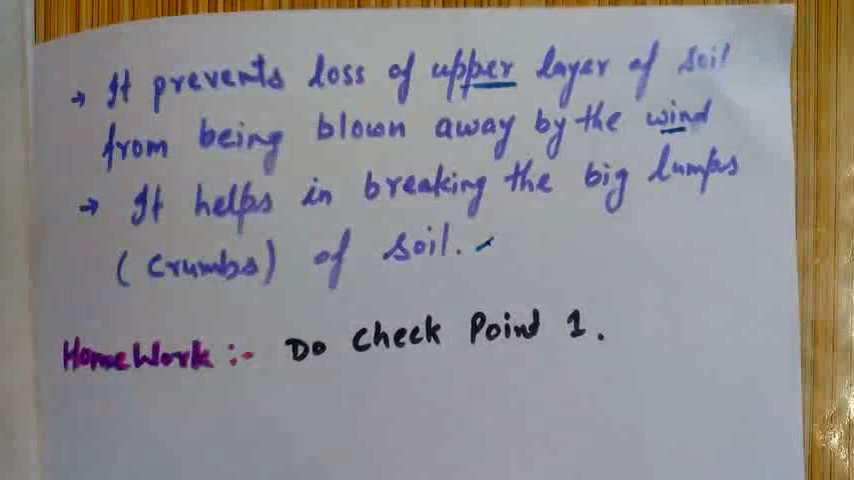 → It prevents loss of upper layer of soil
from being blown away by the wind
→ It helps in breaking the big lumps
(crumbs) of soil.
HomeWork :- Do Check Point 1.